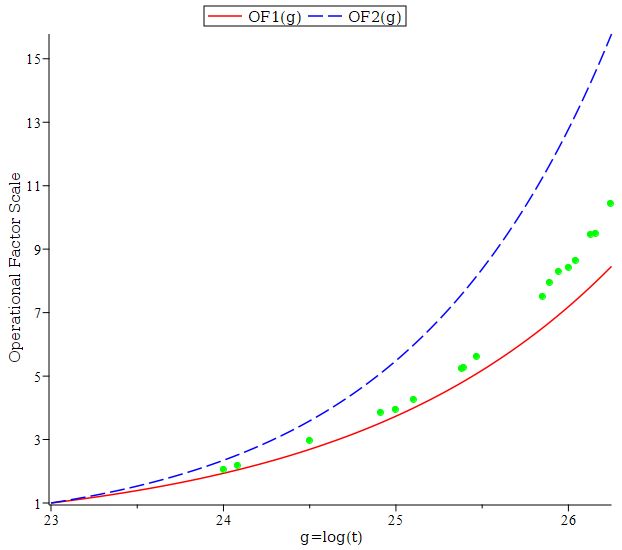 OF1(g) OF2(g)
15
13
11
9
7
5
3
1
Operational Factor Scale
23 24 25 26
g=log(t)